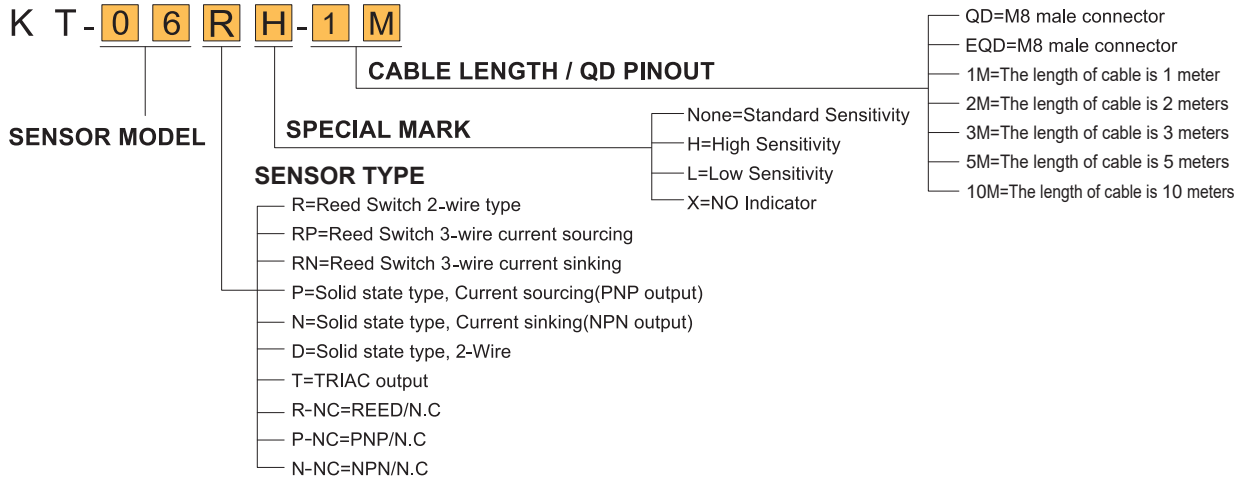 K T-06RH-1M
CABLE LENGTH / QD PINOUT
QD=M8 male connector
EQD=M8 male connector
1M=The length of cable is 1 meter
2M=The length of cable is 2 meters
3M=The length of cable is 3 meters
5M=The length of cable is 5 meters
10M=The length of cable is 10 meters
SENSOR MODEL
SPECIAL MARK
None=Standard Sensitivity
H=High Sensitivity
L=Low Sensitivity
X=NO Indicator
SENSOR TYPE
R=Reed Switch 2-wire type
RP=Reed Switch 3-wire current sourcing
RN=Reed Switch 3-wire current sinking
P=Solid state type, Current sourcing(PNP output)
N=Solid state type, Current sinking(NPN output)
D=Solid state type, 2-Wire
T=TRIAC output
R-NC=REED/N.C
P-NC=PNP/N.C
N-NC=NPN/N.C